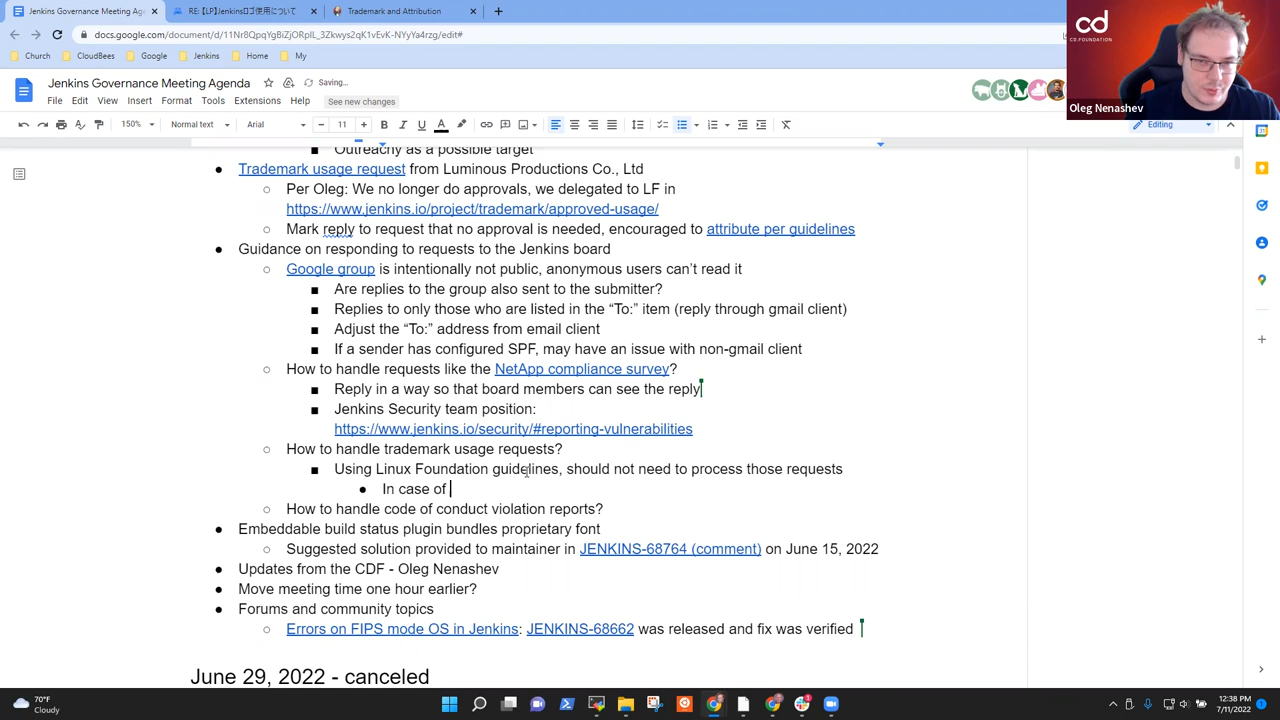 Jenkins Governance Meeting Agen
RE: 【LP】Jenkinsロゴ使用について
Trademark and Attribution
docs.google.com/document/d/11Nr8QpqYgBiZjORplL_3Zkwys2qK1vEvK-NYyYa4rzg/edit#
Church
CloudBees
Google
Jenkins
Home
My
cd
CD.FOUNDATION
Oleg Nenashev
Jenkins Governance Meeting Agenda
Saving...
File Edit View Insert Format Tools Extensions Help See new changes
150% Normal text Arial 11 Editing
Outreachy as a possible target
Trademark usage request from Luminous Productions Co., Ltd
Per Oleg: We no longer do approvals, we delegated to LF in
https://www.jenkins.io/project/trademark/approved-usage/
Mark reply to request that no approval is needed, encouraged to attribute per guidelines
Guidance on responding to requests to the Jenkins board
Google group is intentionally not public, anonymous users can't read it
Are replies to the group also sent to the submitter?
Replies to only those who are listed in the “To:” item (reply through gmail client)
Adjust the “To:” address from email client
If a sender has configured SPF, may have an issue with non-gmail client
How to handle requests like the NetApp compliance survey?
Reply in a way so that board members can see the reply
Jenkins Security team position:
https://www.jenkins.io/security/#reporting-vulnerabilities
How to handle trademark usage requests?
Using Linux Foundation guidelines, should not need to process those requests
In case of
How to handle code of conduct violation reports?
Embeddable build status plugin bundles proprietary font
Suggested solution provided to maintainer in JENKINS-68764 (comment) on June 15, 2022
Updates from the CDF - Oleg Nenashev
Move meeting time one hour earlier?
Forums and community topics
Errors on FIPS mode OS in Jenkins: JENKINS-68662 was released and fix was verified
June 29, 2022 - canceled
70°F
Cloudy
12:38 PM
7/11/2022